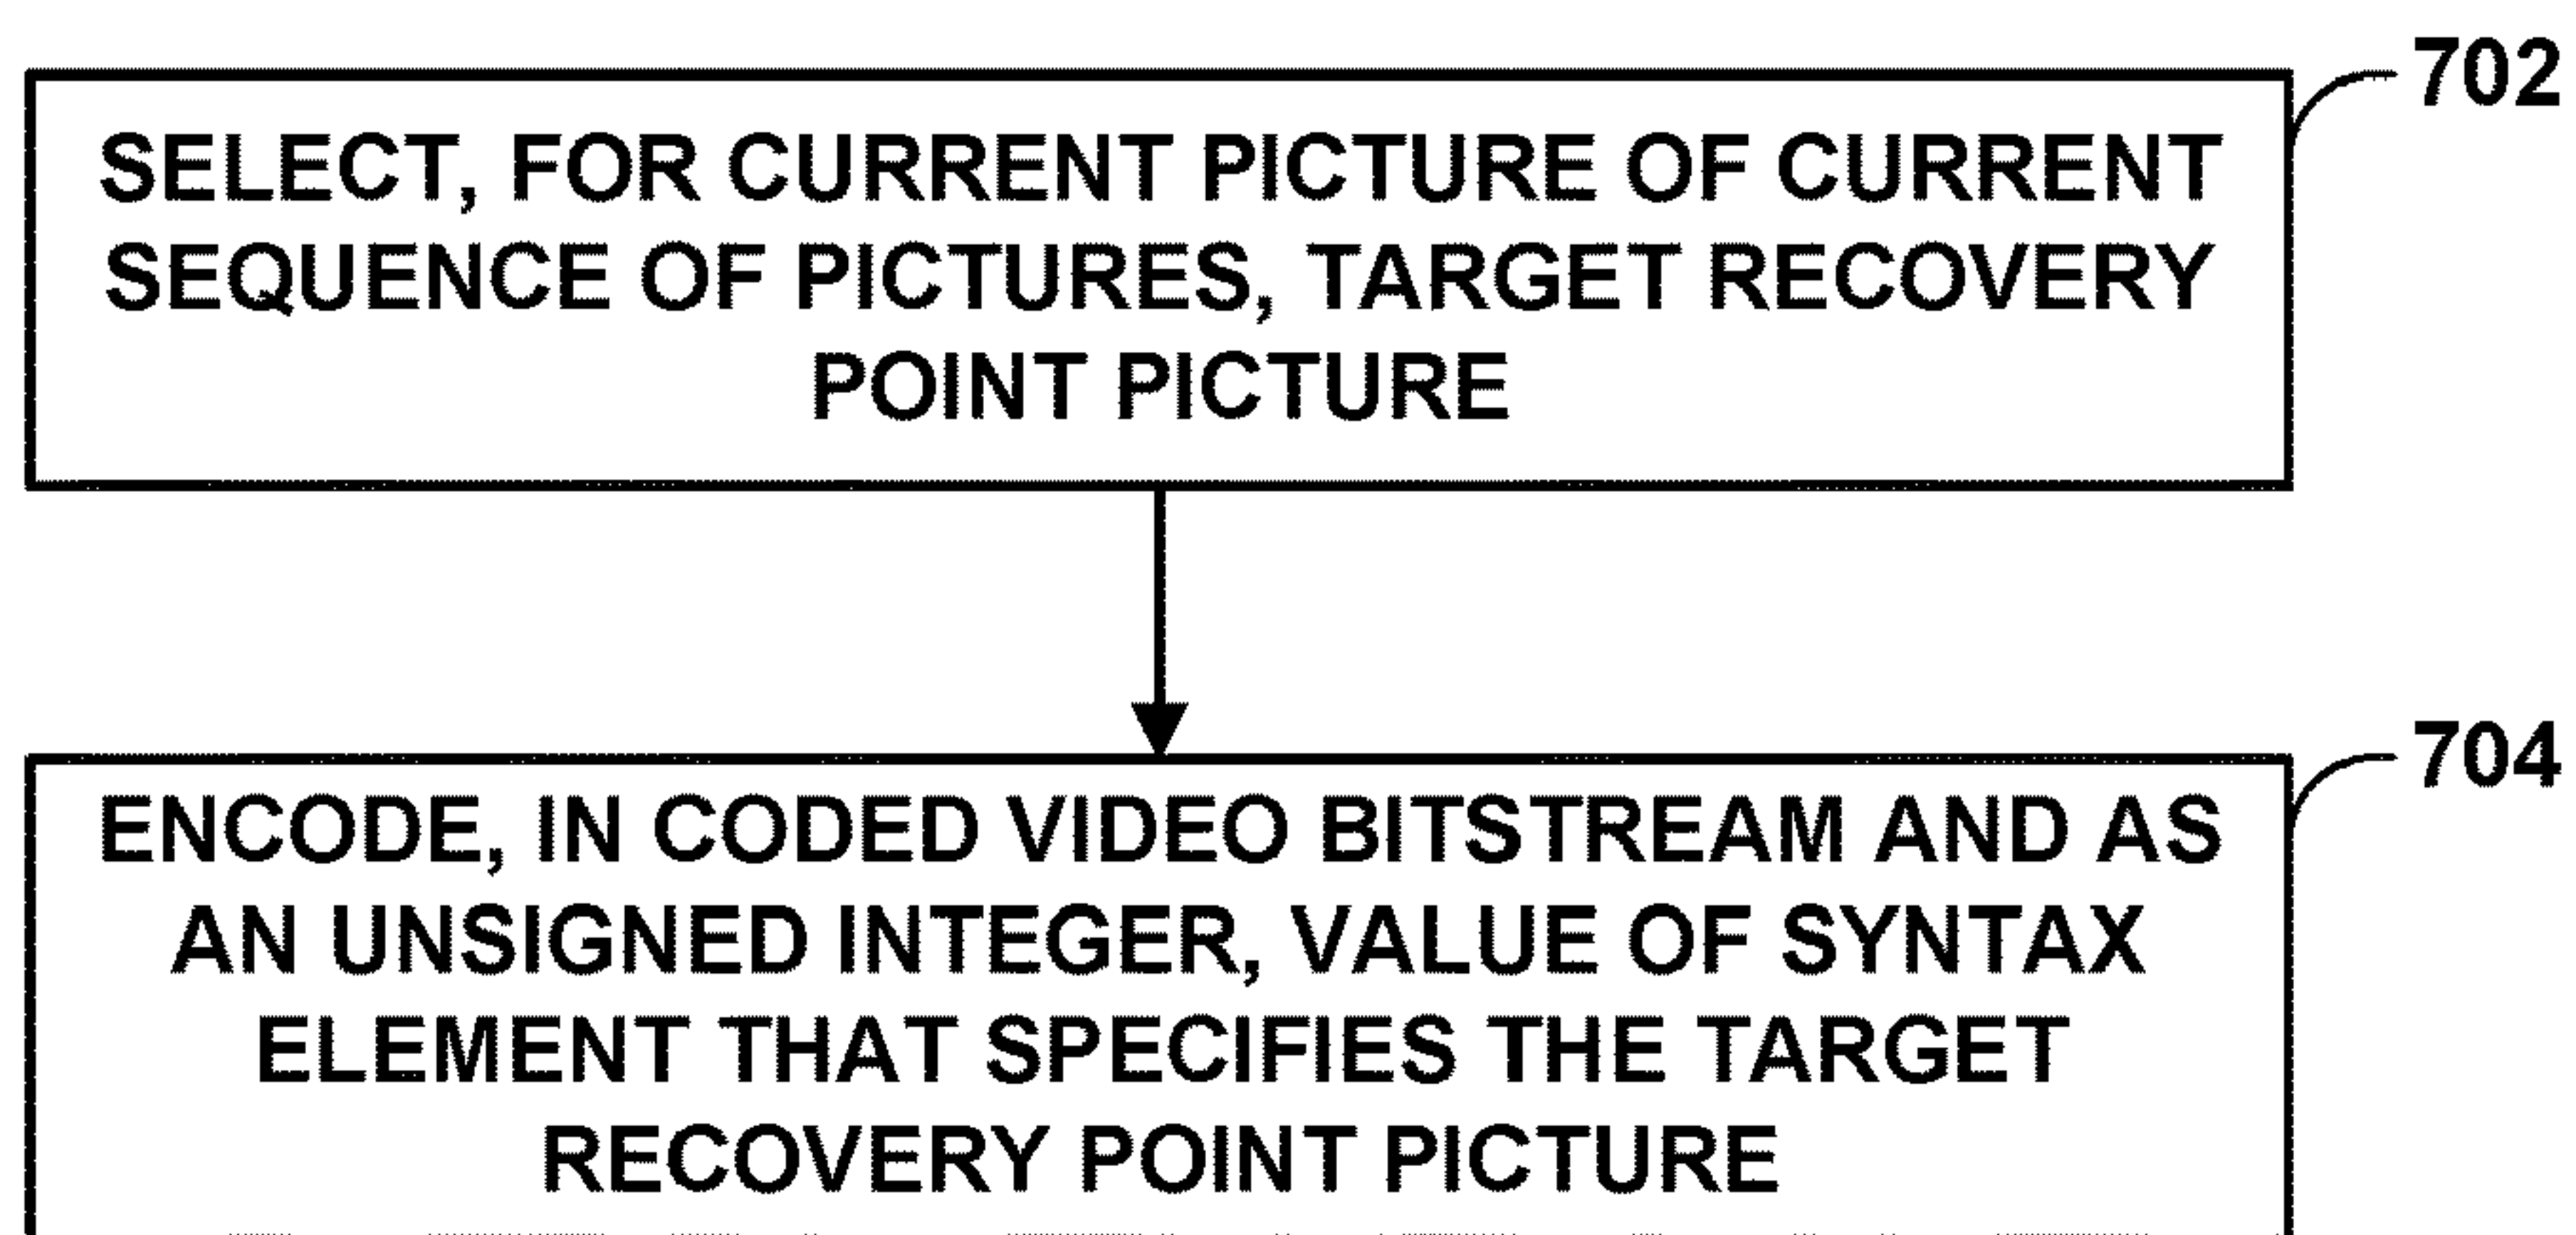 702
SELECT, FOR CURRENT PICTURE OF CURRENT
SEQUENCE OF PICTURES, TARGET RECOVERY
POINT PICTURE
704
ENCODE, IN CODED VIDEO BITSTREAM AND AS
AN UNSIGNED INTEGER, VALUE OF SYNTAX
ELEMENT THAT SPECIFIES THE TARGET
RECOVERY POINT PICTURE